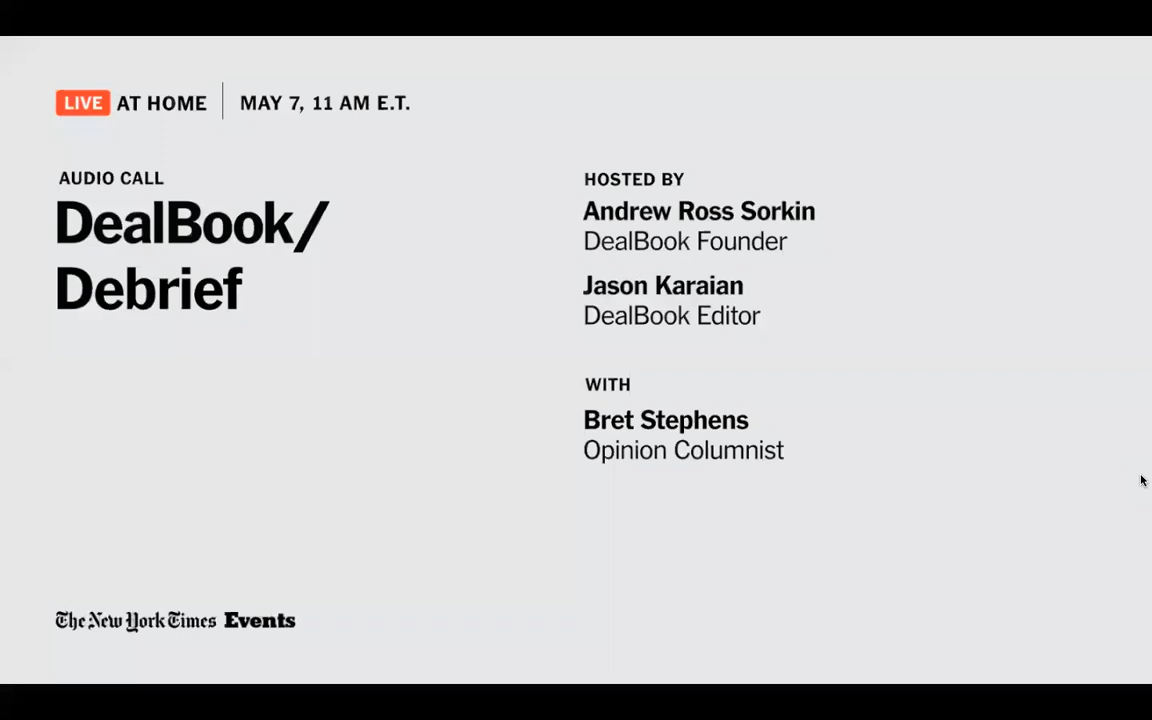 LIVE AT HOME MAY 7, 11 AM E.T.
AUDIO CALL
DealBook/
Debrief
HOSTED BY
Andrew Ross Sorkin
DealBook Founder
Jason Karaian
DealBook Editor
WITH
Bret Stephens
Opinion Columnist
The New York Times Events